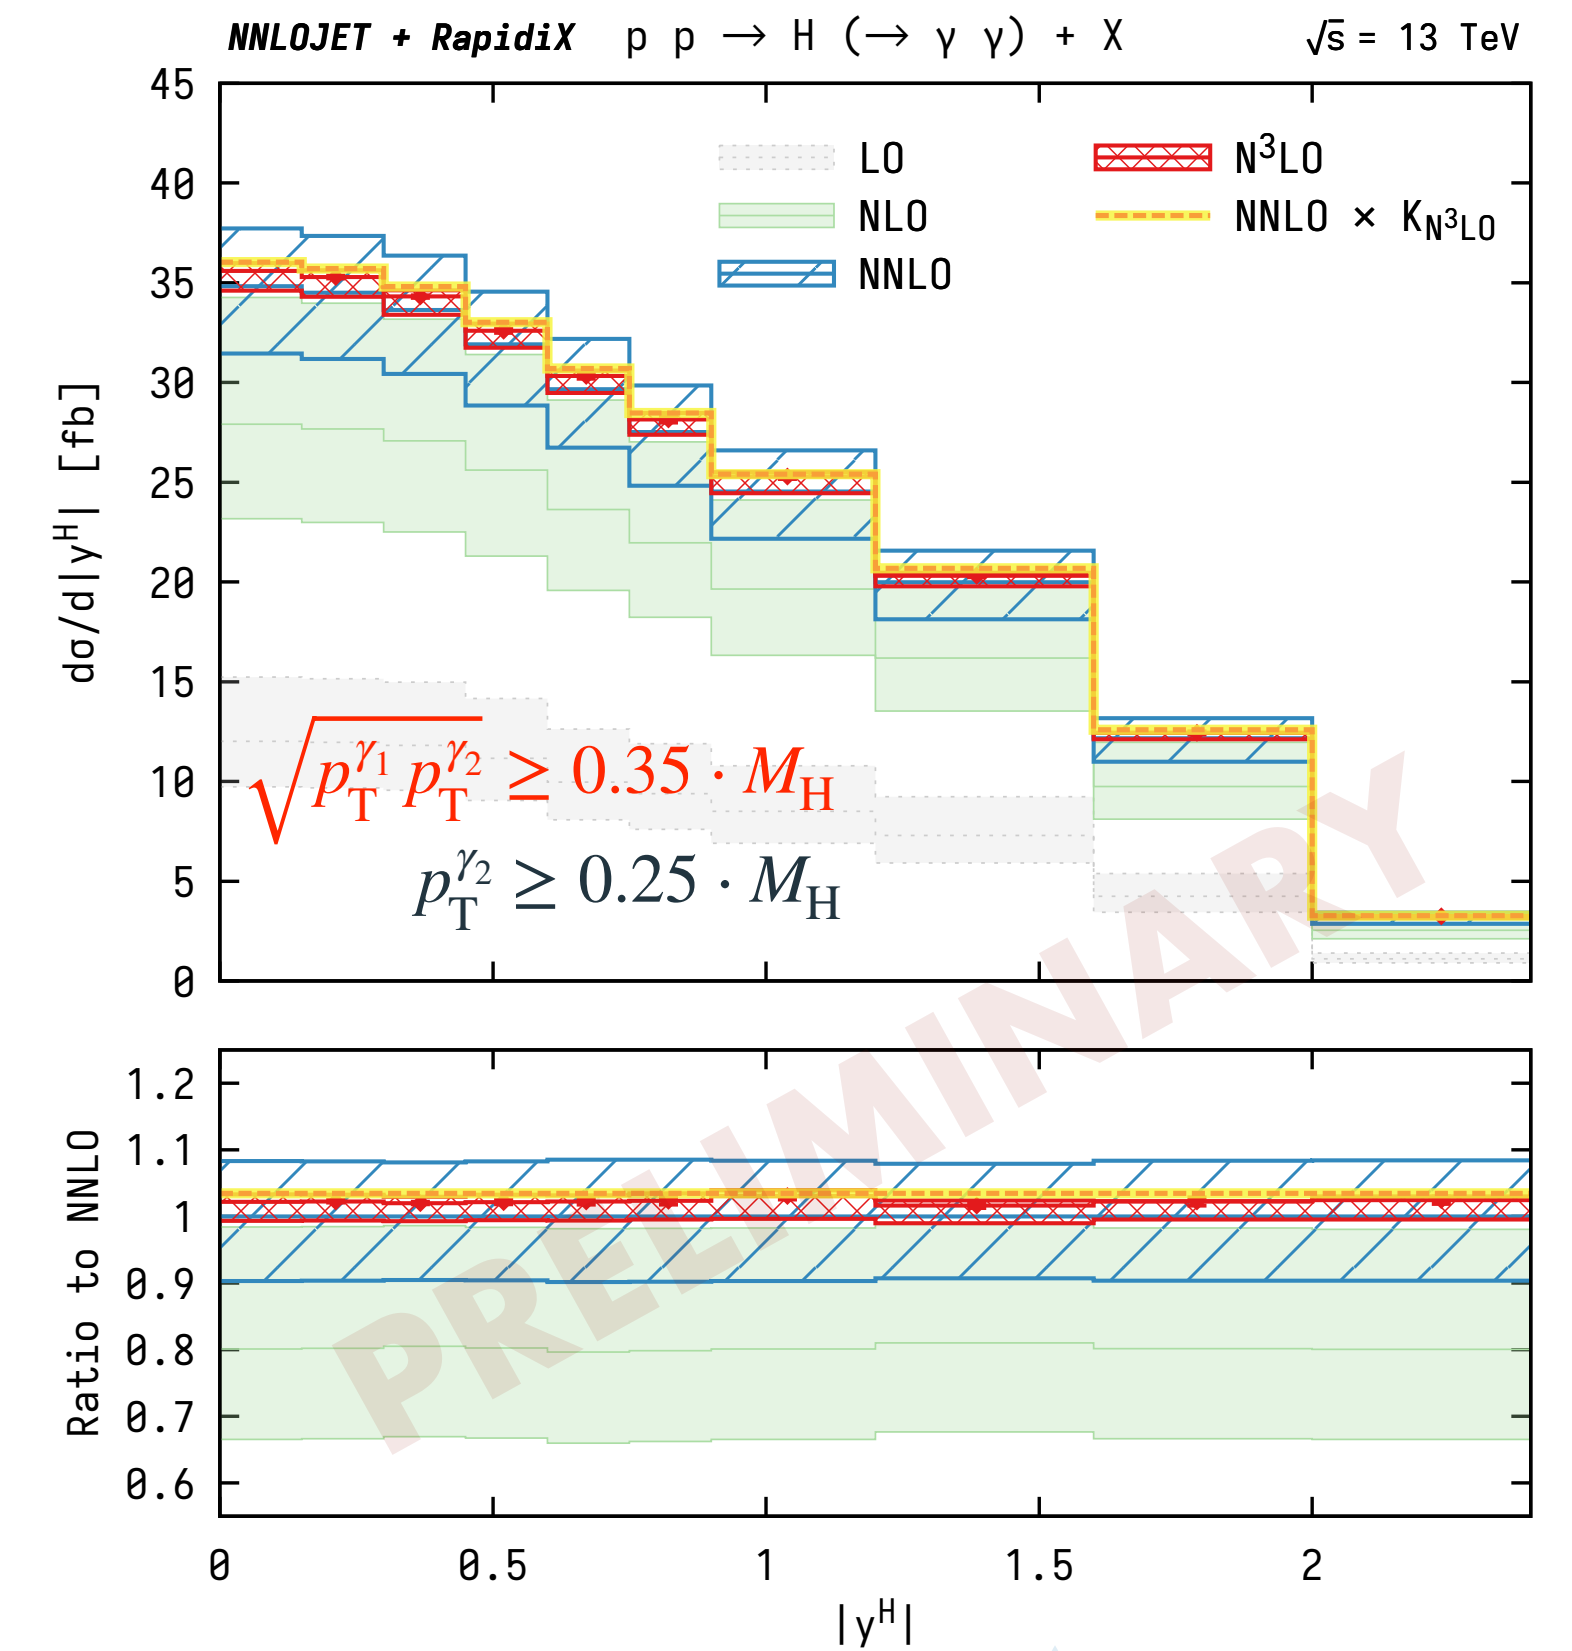 NNLOJET + RapidiX p p → H (→ γ γ) + X √s = 13 TeV
45
40
35
30
25
20
15
10
5
0
dσ/d|yᴴ| [fb]
LO
NLO
NNLO
N³LO
NNLO × K_N³LO
√(p_T^γ₁ p_T^γ₂) ≥ 0.35 · M_H
p_T^γ₂ ≥ 0.25 · M_H
PRELIMINARY
1.2
1.1
1
0.9
0.8
0.7
0.6
Ratio to NNLO
0 0.5 1 1.5 2
|yᴴ|